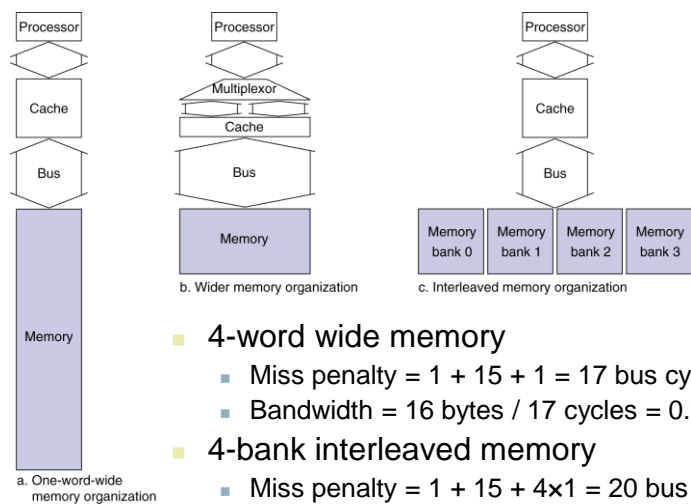 Processor
Cache
Bus
Memory
a. One-word-wide
memory organization
Processor
Multiplexor
Cache
Bus
Memory
b. Wider memory organization
Processor
Cache
Bus
Memory
bank 0
Memory
bank 1
Memory
bank 2
Memory
bank 3
c. Interleaved memory organization
4-word wide memory
Miss penalty = 1 + 15 + 1 = 17 bus cy
Bandwidth = 16 bytes / 17 cycles = 0.
4-bank interleaved memory
Miss penalty = 1 + 15 + 4×1 = 20 bus